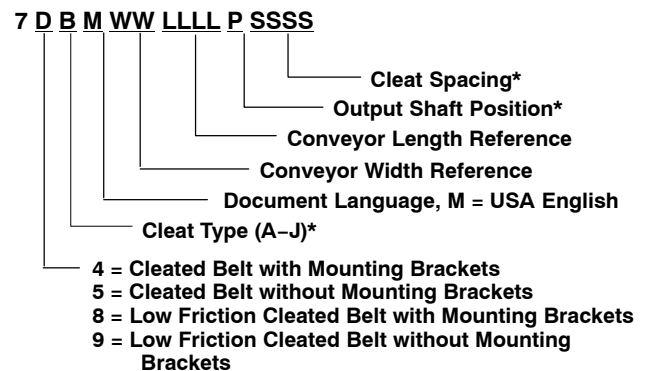 7 D B M WW LLLL P SSSS
Cleat Spacing*
Output Shaft Position*
Conveyor Length Reference
Conveyor Width Reference
Document Language, M = USA English
Cleat Type (A–J)*
4 = Cleated Belt with Mounting Brackets
5 = Cleated Belt without Mounting Brackets
8 = Low Friction Cleated Belt with Mounting Brackets
9 = Low Friction Cleated Belt without Mounting
Brackets